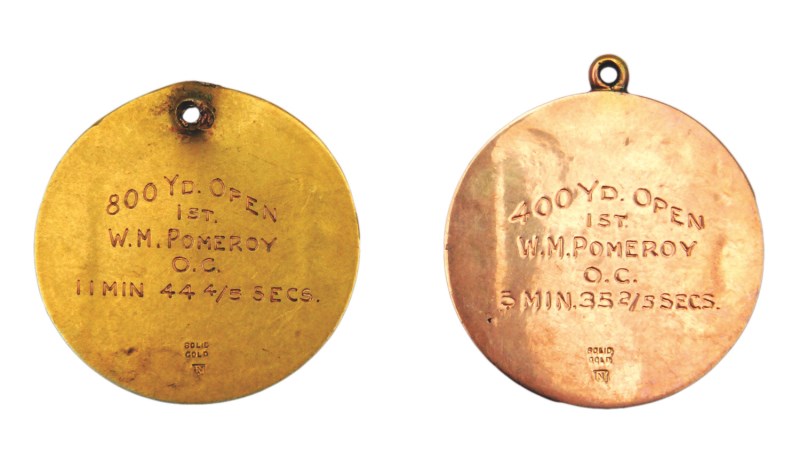 800 YD. OPEN
1ST.
W.M. POMEROY
O.C.
11 MIN 44 4/5 SECS.
SOLID
GOLD
400 YD. OPEN
1ST
W.M. POMEROY
O.C.
5 MIN. 35 2/5 SECS.
SOLID
GOLD